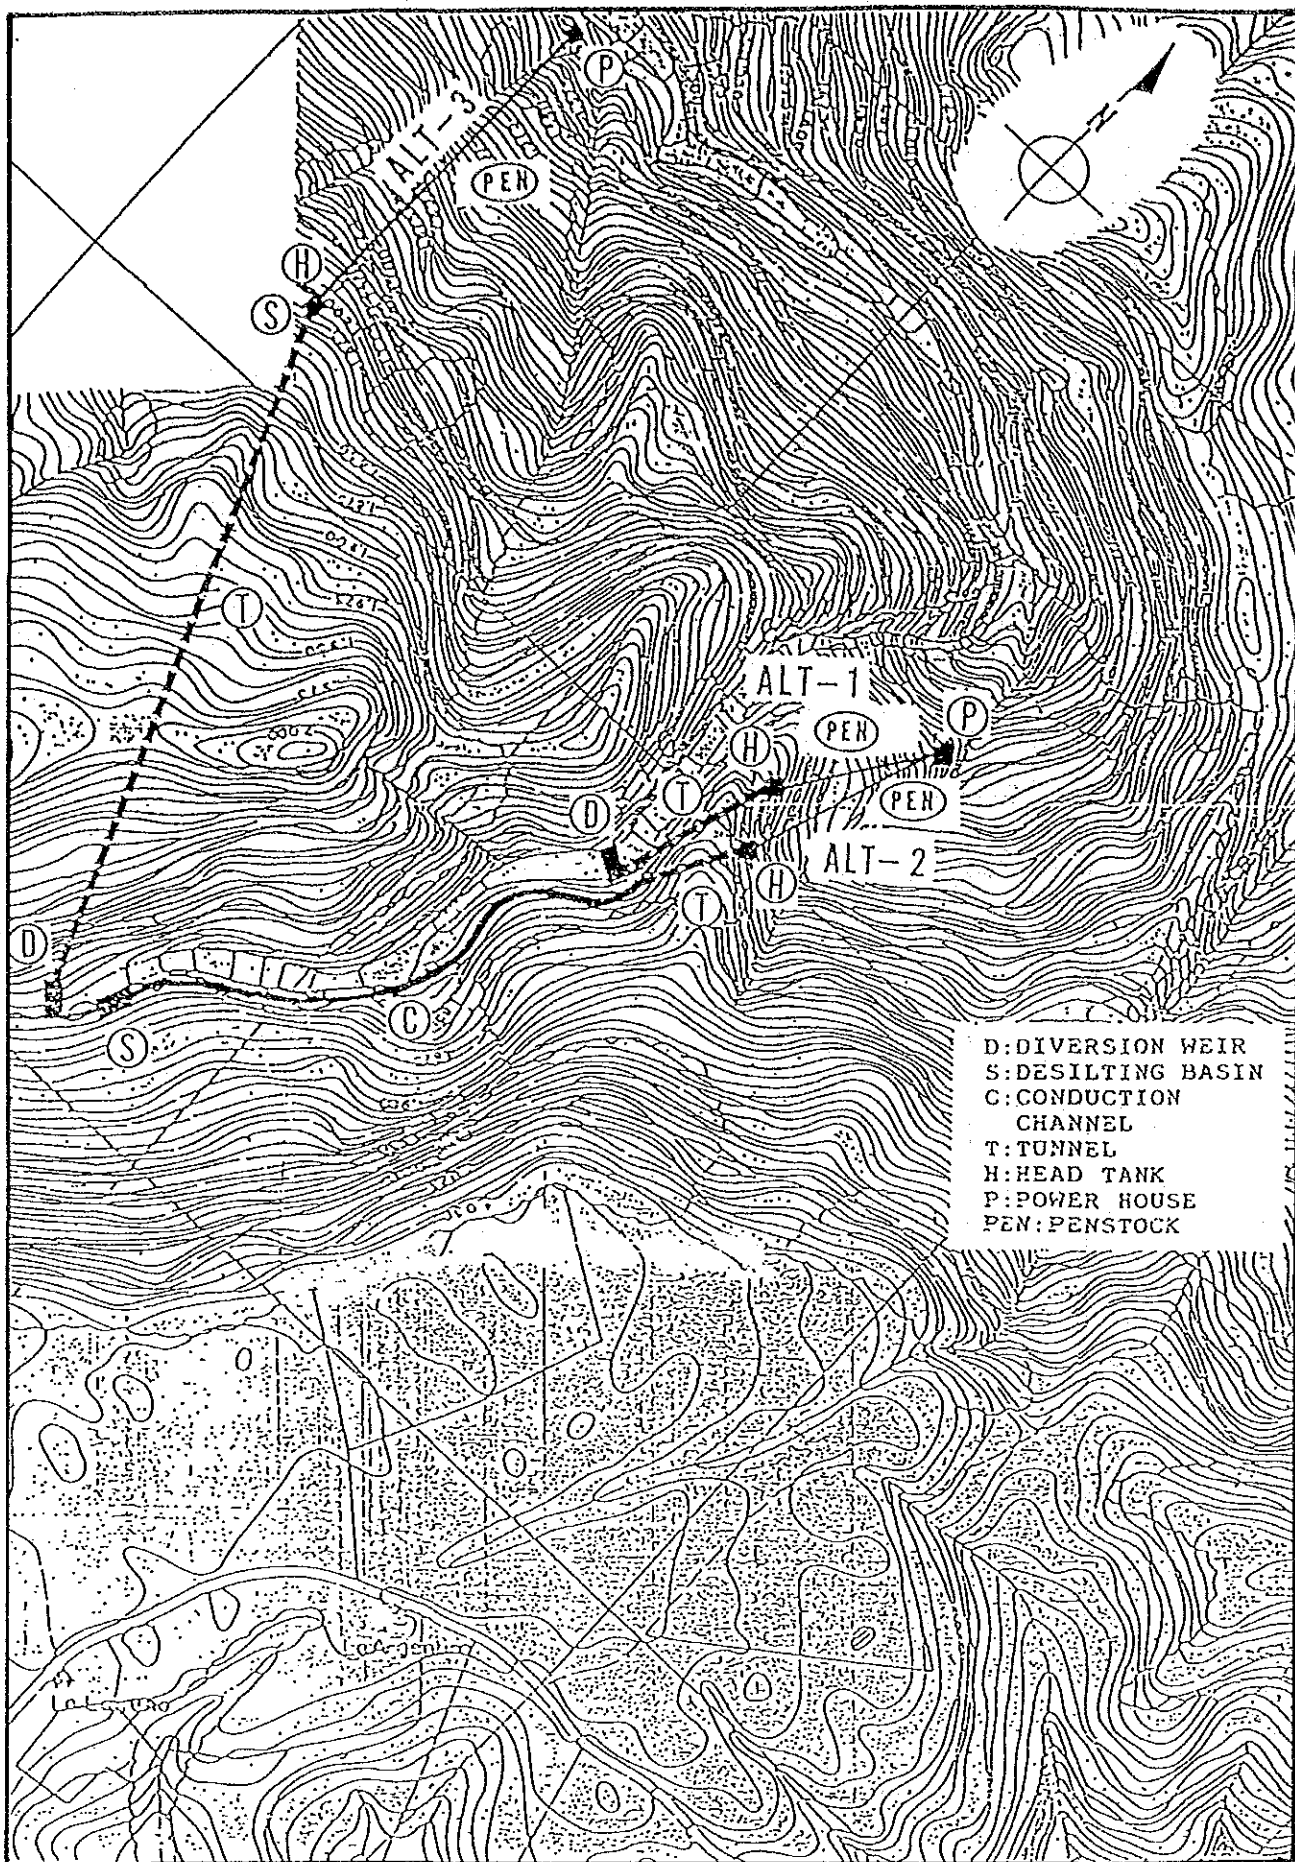 P
N
ALT-3
PEN
H
S
T
ALT-1
P
PEN
H
T
D
PEN
ALT-2
H
T
D
C
S
D:DIVERSION WEIR
S:DESILTING BASIN
C:CONDUCTION
CHANNEL
T:TUNNEL
H:HEAD TANK
P:POWER HOUSE
PEN:PENSTOCK